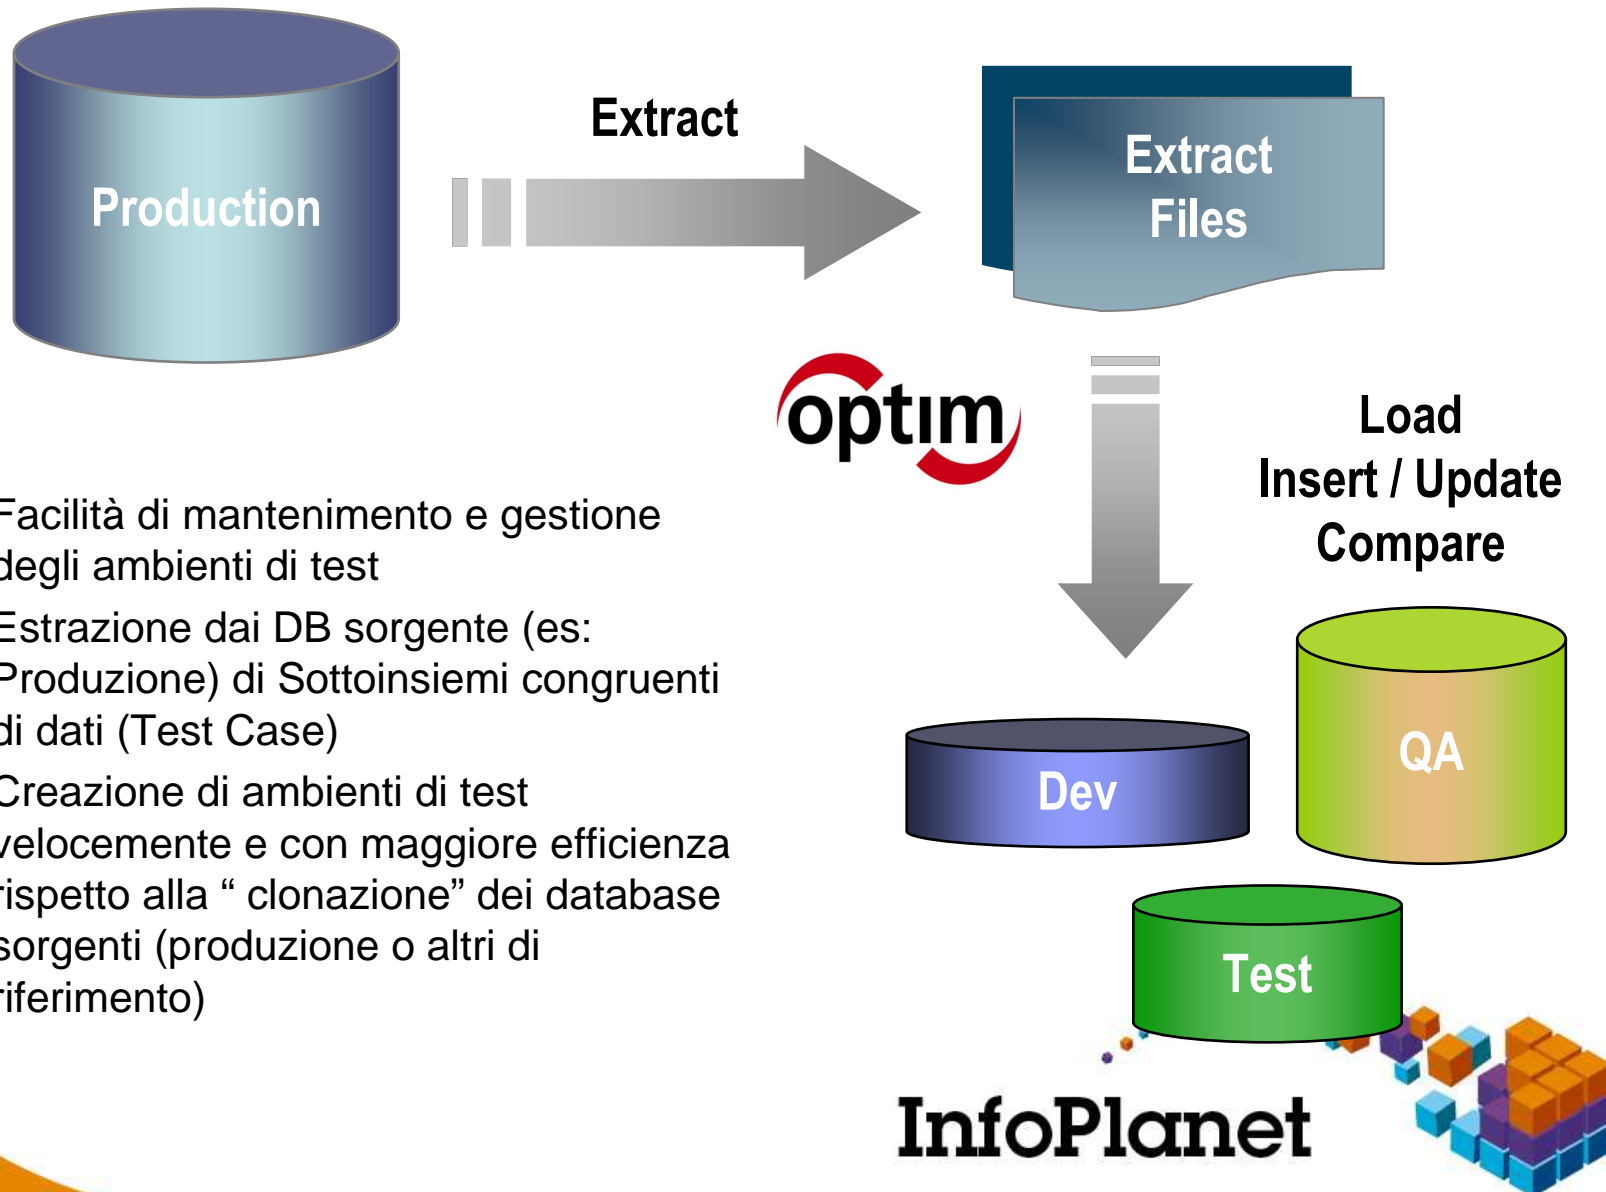 Production
Extract
Extract
Files
optim
Load
Insert / Update
Compare
Facilità di mantenimento e gestione
degli ambienti di test
Estrazione dai DB sorgente (es:
Produzione) di Sottoinsiemi congruenti
di dati (Test Case)
Creazione di ambienti di test
velocemente e con maggiore efficienza
rispetto alla “ clonazione” dei database
sorgenti (produzione o altri di
riferimento)
Dev
QA
Test
InfoPlanet